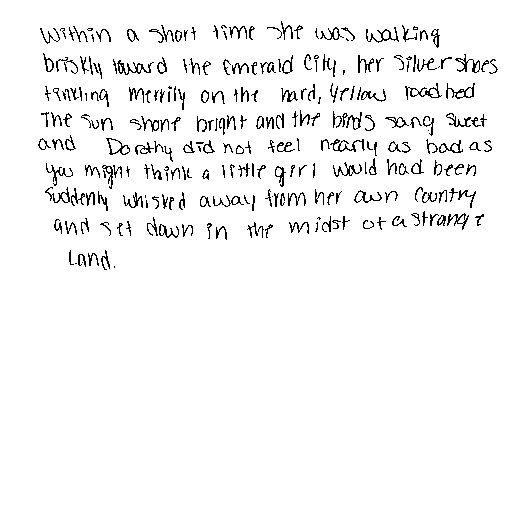 Within a short time she was walking
briskly toward the Emerald City, her Silver shoes
tinkling merrily on the hard, yellow roadbed
The sun shone bright and the birds sang sweet
and Dorothy did not feel nearly as bad as
you might think a little girl would had been
suddenly whisked away from her own country
and set down in the midst of a strange
land.